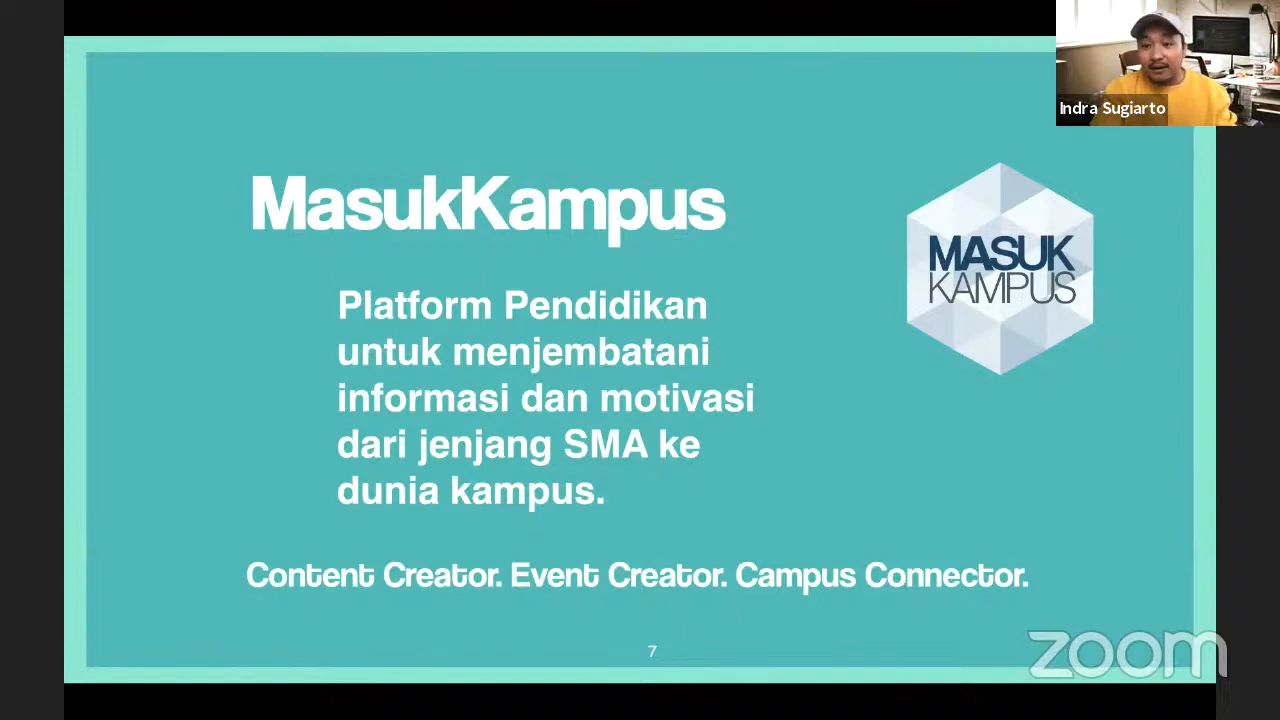 Indra Sugiarto
MasukKampus
MASUK
KAMPUS
Platform Pendidikan
untuk menjembatani
informasi dan motivasi
dari jenjang SMA ke
dunia kampus.
Content Creator. Event Creator. Campus Connector.
7
zoom